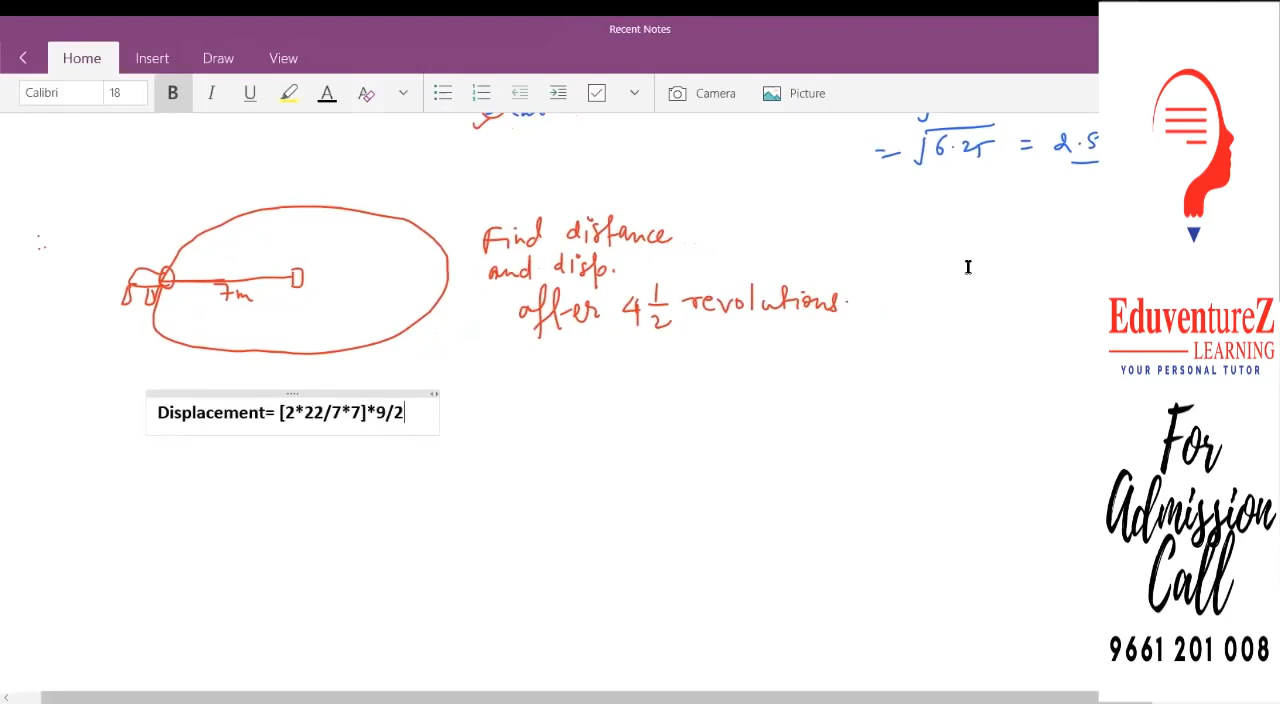 Recent Notes
Home Insert Draw View
Calibri 18 B I U A A Camera Picture
= √6.25 = 2.5
7m
Find distance
and disp.
after 4 1/2 revolutions.
Displacement= [2*22/7*7]*9/2
EduventureZ
LEARNING
YOUR PERSONAL TUTOR
For
Admission
Call
9661 201 008